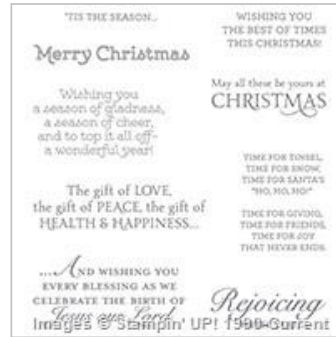 'TIS THE SEASON...
Merry Christmas
Wishing you
a season of gladness,
a season of cheer,
and to top it all off–
a wonderful year!
The gift of LOVE,
the gift of PEACE, the gift of
HEALTH & HAPPINESS...
...AND WISHING YOU
EVERY BLESSING AS WE
CELEBRATE THE BIRTH OF
Jesus our Lord
WISHING YOU
THE BEST OF TIMES
THIS CHRISTMAS!
May all these be yours at
CHRISTMAS
TIME FOR TINSEL,
TIME FOR SNOW,
TIME FOR SANTA'S
"HO, HO, HO!"
TIME FOR GIVING,
TIME FOR FRIENDS,
TIME FOR JOY
THAT NEVER ENDS.
Rejoicing
Images © Stampin' UP! 1990-Current